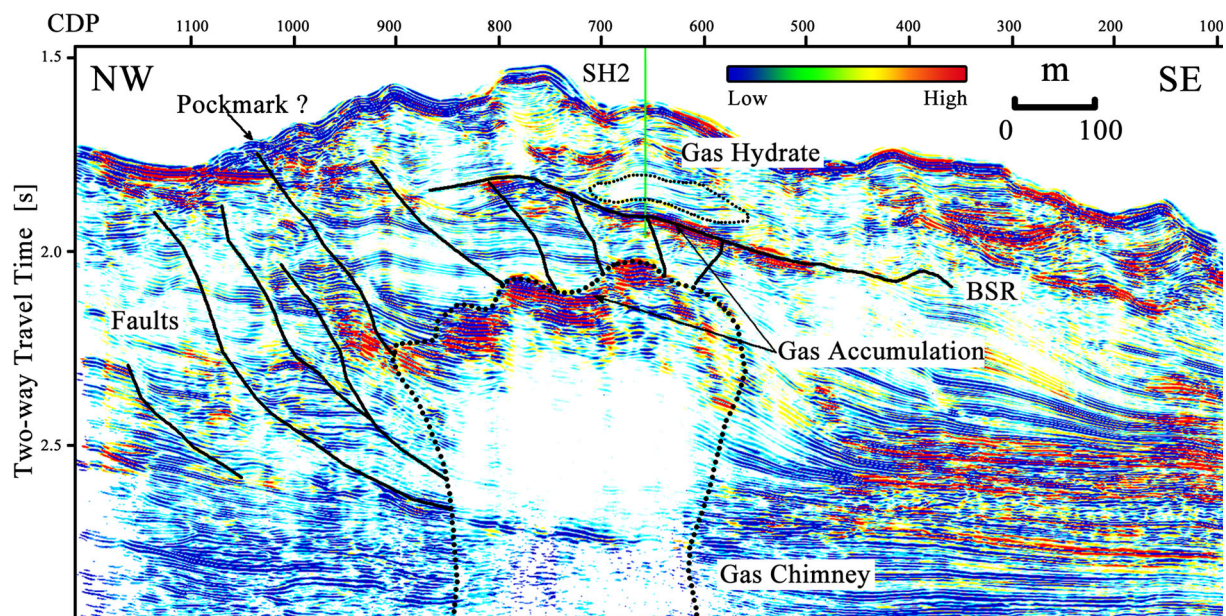 CDP
1100 1000 900 800 700 600 500 400 300 200 100
1.5
NW
SH2
m
SE
Low High
0 100
Pockmark ?
Gas Hydrate
2.0
Two-way Travel Time [s]
BSR
Faults
Gas Accumulation
2.5
Gas Chimney